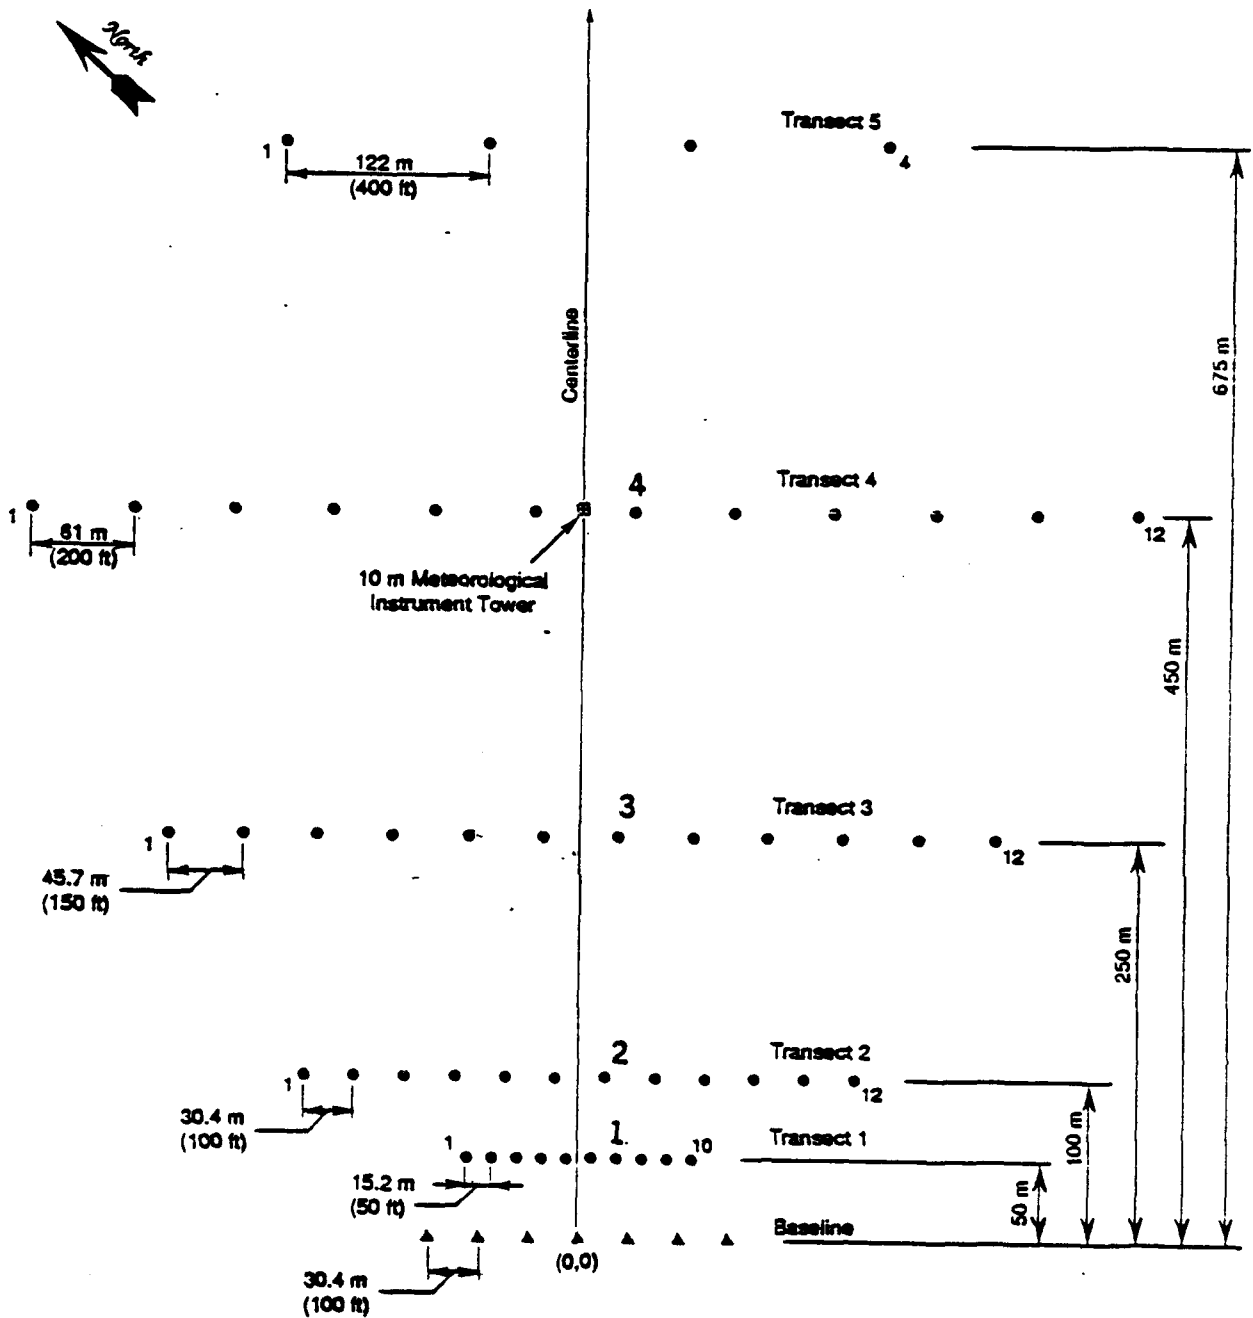 North
Transect 5
1
4
122 m
(400 ft)
Centerline
675 m
4
Transect 4
1
12
61 m
(200 ft)
10 m Meteorological
Instrument Tower
450 m
3
Transect 3
1
12
45.7 m
(150 ft)
250 m
2
Transect 2
1
12
30.4 m
(100 ft)
100 m
1
10
1
Transect 1
15.2 m
(50 ft)
50 m
Baseline
(0,0)
30.4 m
(100 ft)